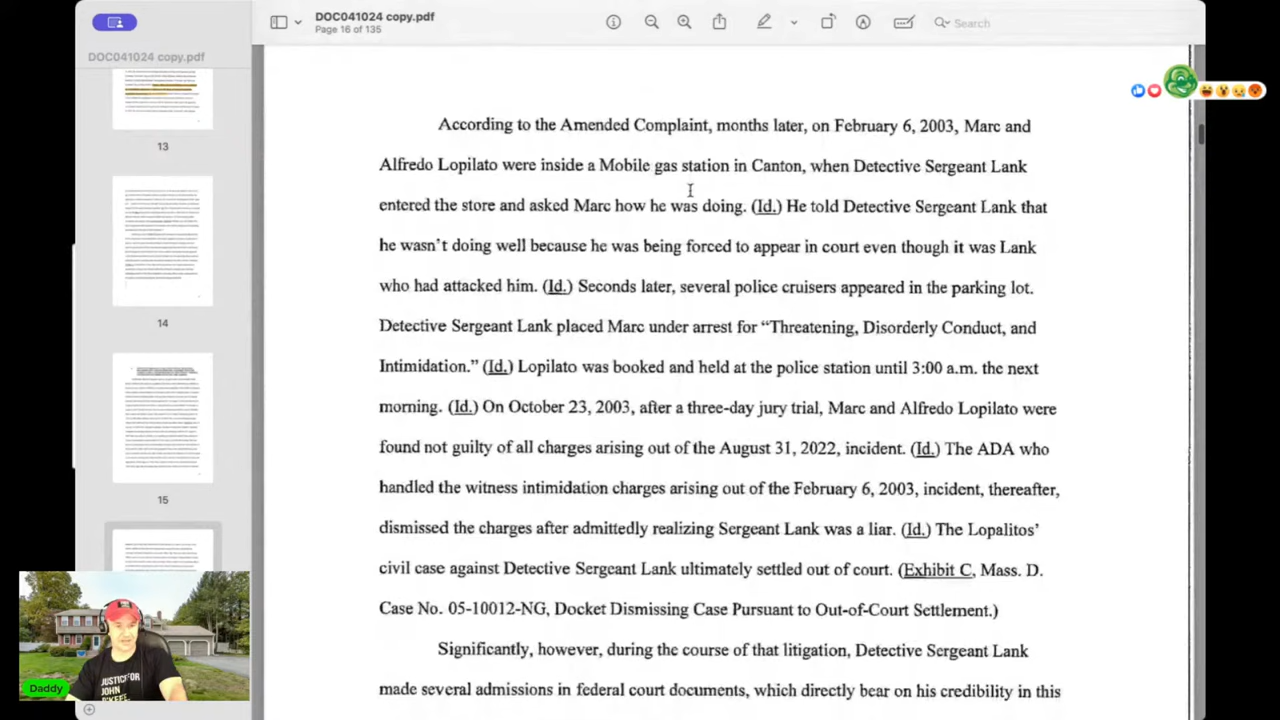 DOC041024 copy.pdf
Page 16 of 135
Search
DOC041024 copy.pdf
13
14
15
According to the Amended Complaint, months later, on February 6, 2003, Marc and
Alfredo Lopilato were inside a Mobile gas station in Canton, when Detective Sergeant Lank
entered the store and asked Marc how he was doing. (Id.) He told Detective Sergeant Lank that
he wasn't doing well because he was being forced to appear in court even though it was Lank
who had attacked him. (Id.) Seconds later, several police cruisers appeared in the parking lot.
Detective Sergeant Lank placed Marc under arrest for "Threatening, Disorderly Conduct, and
Intimidation." (Id.) Lopilato was booked and held at the police station until 3:00 a.m. the next
morning. (Id.) On October 23, 2003, after a three-day jury trial, Marc and Alfredo Lopilato were
found not guilty of all charges arising out of the August 31, 2022, incident. (Id.) The ADA who
handled the witness intimidation charges arising out of the February 6, 2003, incident, thereafter,
dismissed the charges after admittedly realizing Sergeant Lank was a liar. (Id.) The Lopalitos'
civil case against Detective Sergeant Lank ultimately settled out of court. (Exhibit C, Mass. D.
Case No. 05-10012-NG, Docket Dismissing Case Pursuant to Out-of-Court Settlement.)
Significantly, however, during the course of that litigation, Detective Sergeant Lank
made several admissions in federal court documents, which directly bear on his credibility in this
JUSTICE
FOR
JOHN
Daddy